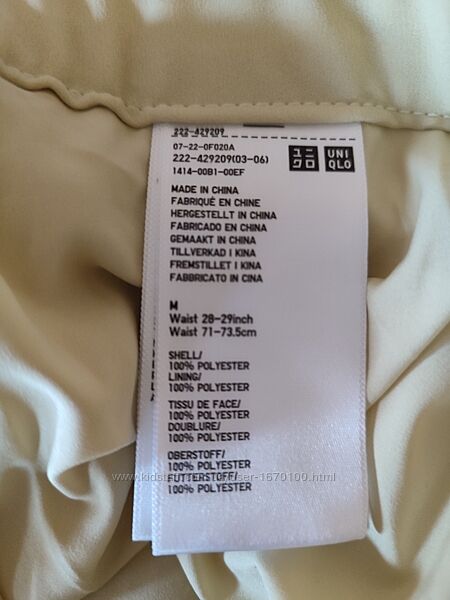 222-429209
07-22-0F020A
222-429209(03-06)
1414-00B1-00EF
ユニ
クロ
UNI
QLO
MADE IN CHINA
FABRIQUÉ EN CHINE
HERGESTELLT IN CHINA
FABRICADO EN CHINA
GEMAAKT IN CHINA
TILLVERKAD I KINA
FREMSTILLET I KINA
FABBRICATO IN CINA
M
Waist 28-29inch
Waist 71-73.5cm
SHELL/
100% POLYESTER
LINING/
100% POLYESTER
TISSU DE FACE/
100% POLYESTER
DOUBLURE/
100% POLYESTER
OBERSTOFF/
100% POLYESTER
FUTTERSTOFF/
100% POLYESTER